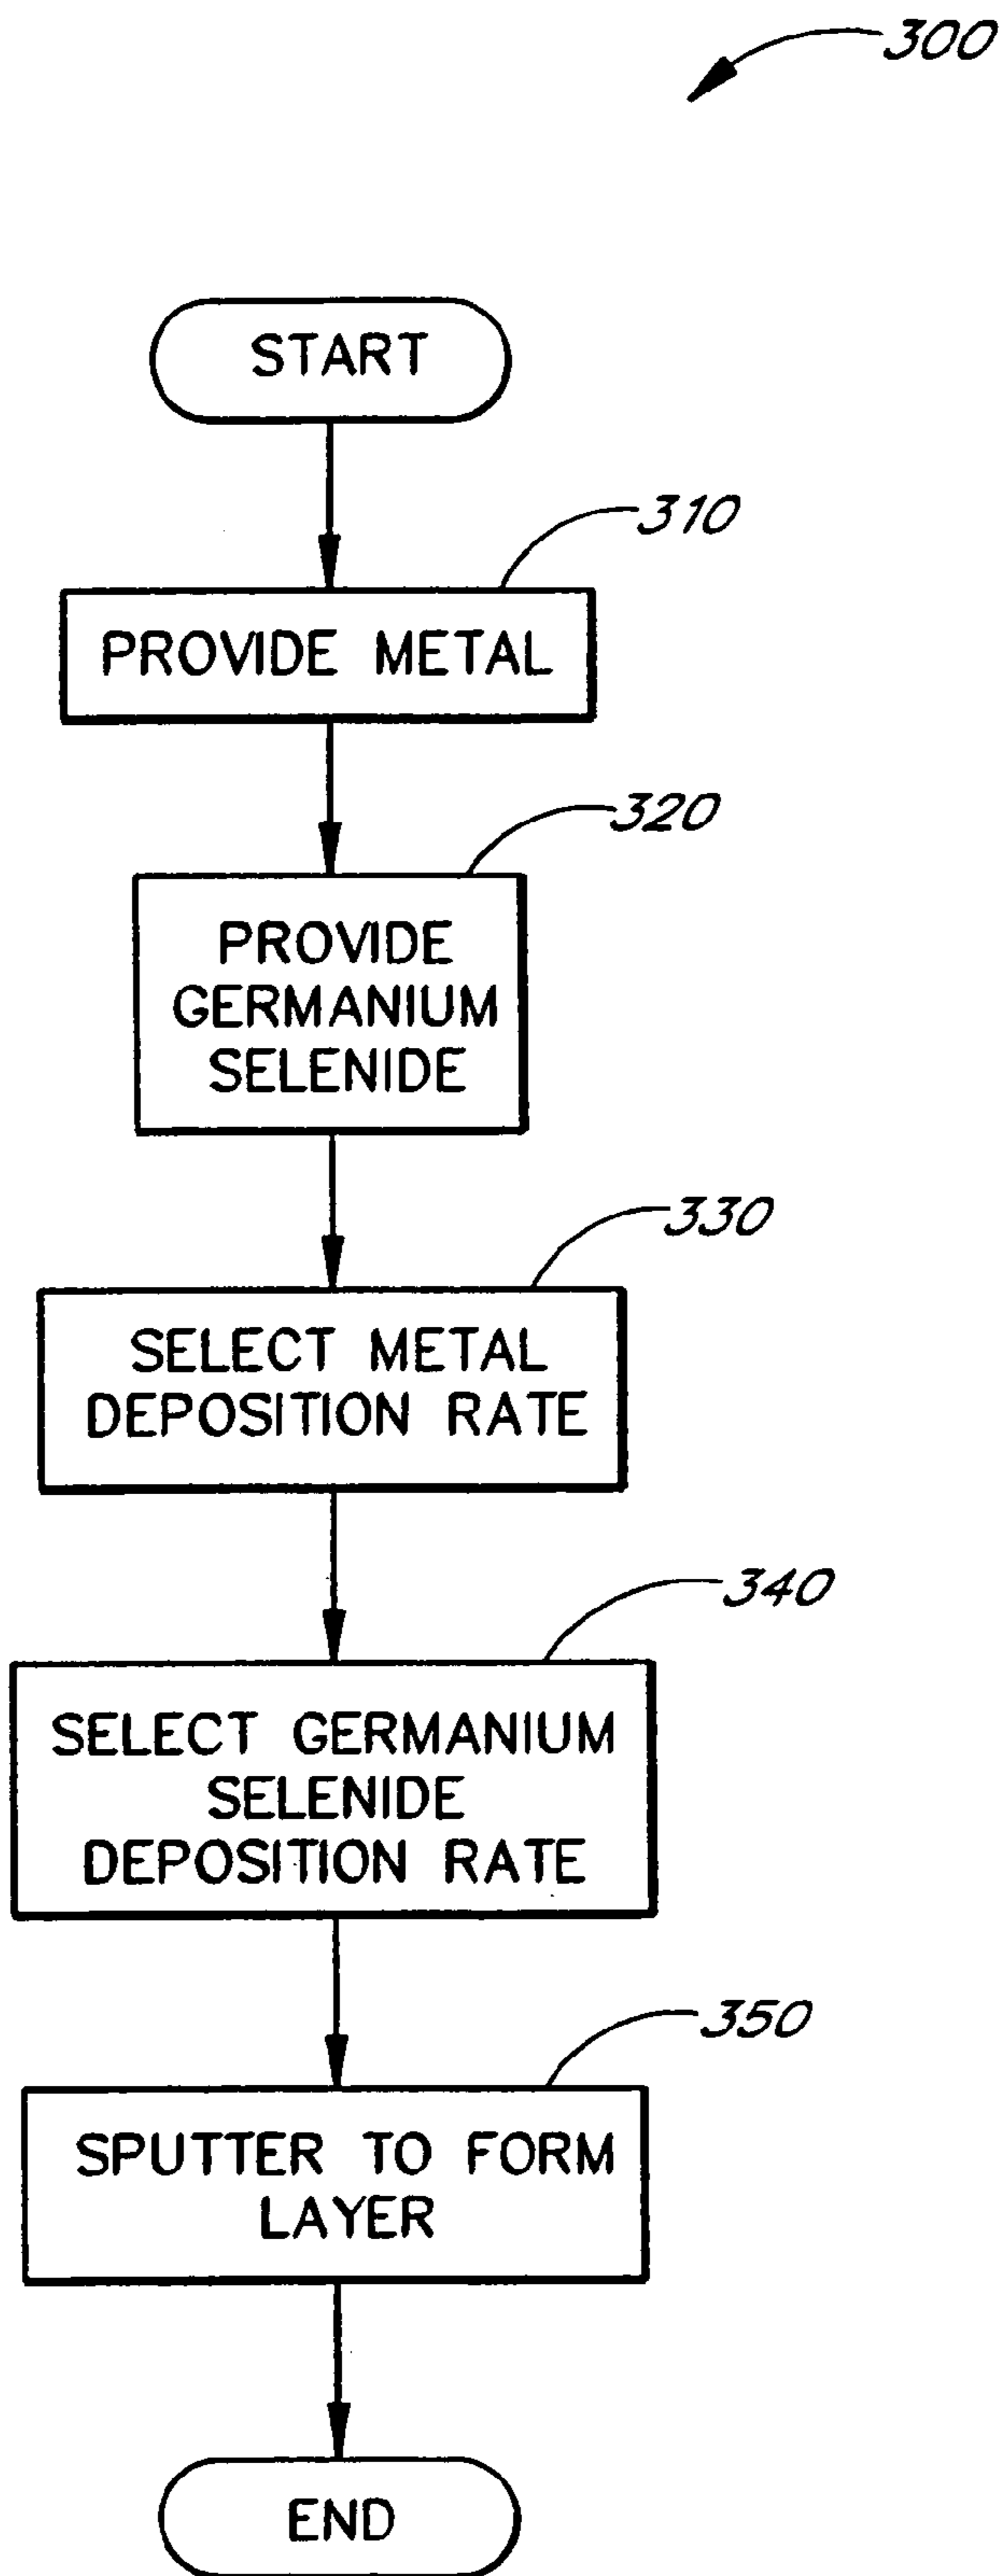 300
START
310
PROVIDE METAL
320
PROVIDE
GERMANIUM
SELENIDE
330
SELECT METAL
DEPOSITION RATE
340
SELECT GERMANIUM
SELENIDE
DEPOSITION RATE
350
SPUTTER TO FORM
LAYER
END